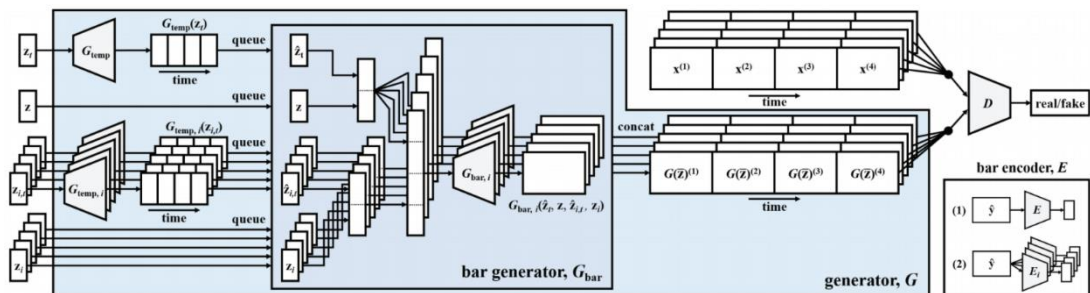 G_temp(z_t)
z_t
G_temp
queue
time
z
queue
G_temp, i(z_i,t)
queue
z_i,t
G_temp, i
time
queue
z_i
ẑ_t
z
ẑ_i,t
z_i
G_bar, i
G_bar, i(ẑ_t, z, ẑ_i,t, z_i)
bar generator, G_bar
concat
x^(1) x^(2) x^(3) x^(4)
time
G(z̄)^(1) G(z̄)^(2) G(z̄)^(3) G(z̄)^(4)
time
generator, G
D
real/fake
bar encoder, E
(1) ŷ E
(2) ŷ E_i